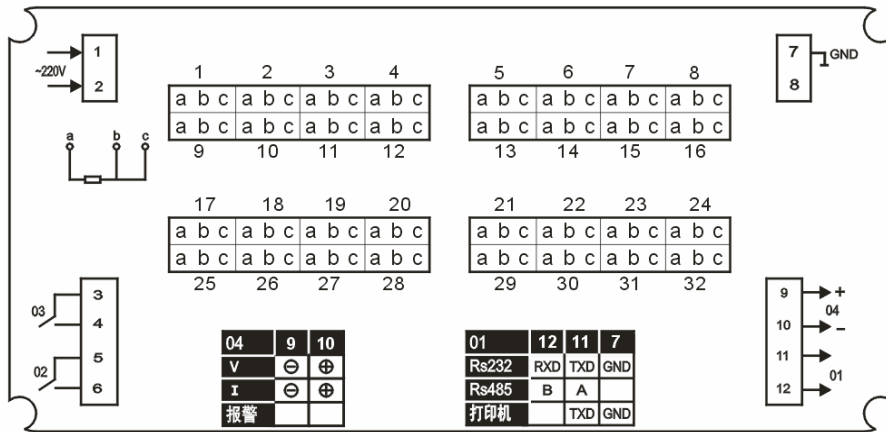 1
~220V
2
7 GND
8
1 2 3 4
a b c a b c a b c a b c
a b c a b c a b c a b c
9 10 11 12
5 6 7 8
a b c a b c a b c a b c
a b c a b c a b c a b c
13 14 15 16
a b c
17 18 19 20
a b c a b c a b c a b c
a b c a b c a b c a b c
25 26 27 28
21 22 23 24
a b c a b c a b c a b c
a b c a b c a b c a b c
29 30 31 32
3
03
4
5
02
6
9 +
04
10 −
11
01
12
04 9 10
V ⊖ ⊕
I ⊖ ⊕
报警
01 12 11 7
Rs232 RXD TXD GND
Rs485 B A
打印机 TXD GND